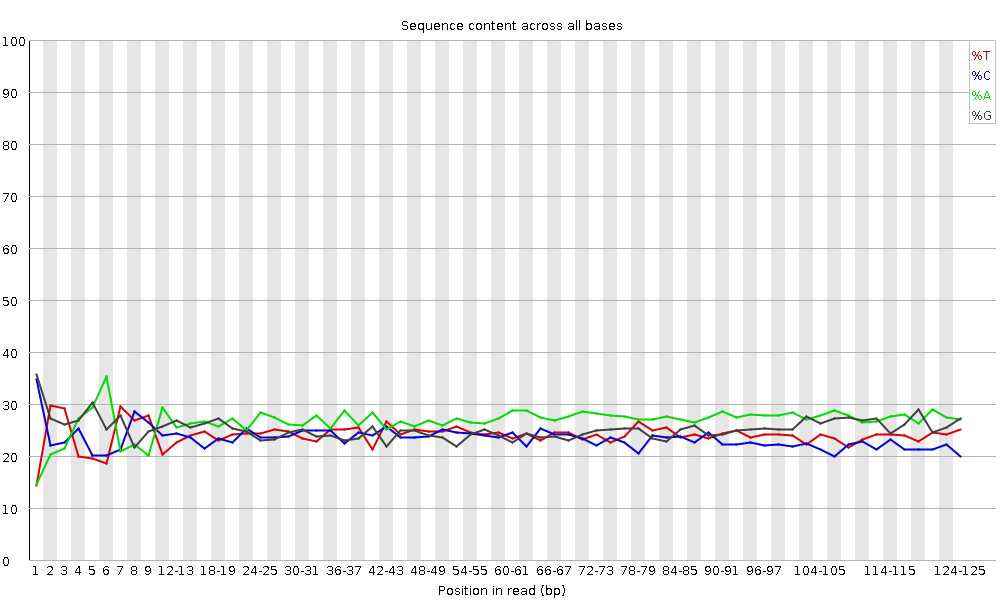 Sequence content across all bases
100
90
80
70
60
50
40
30
20
10
0
%T
%C
%A
%G
1 2 3 4 5 6 7 8 9 12-13 18-19 24-25 30-31 36-37 42-43 48-49 54-55 60-61 66-67 72-73 78-79 84-85 90-91 96-97 104-105 114-115 124-125
Position in read (bp)